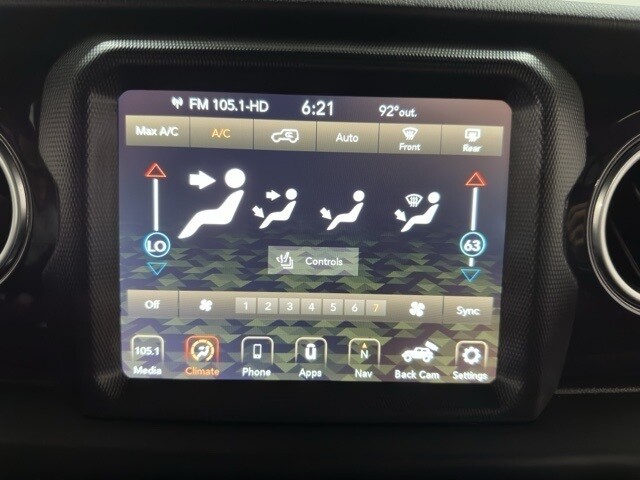 FM 105.1-HD 6:21 92°out.
Max A/C A/C Auto Front Rear
LO 63
Controls
Off 1 2 3 4 5 6 7 Sync
105.1 N
Media Climate Phone Apps Nav Back Cam Settings